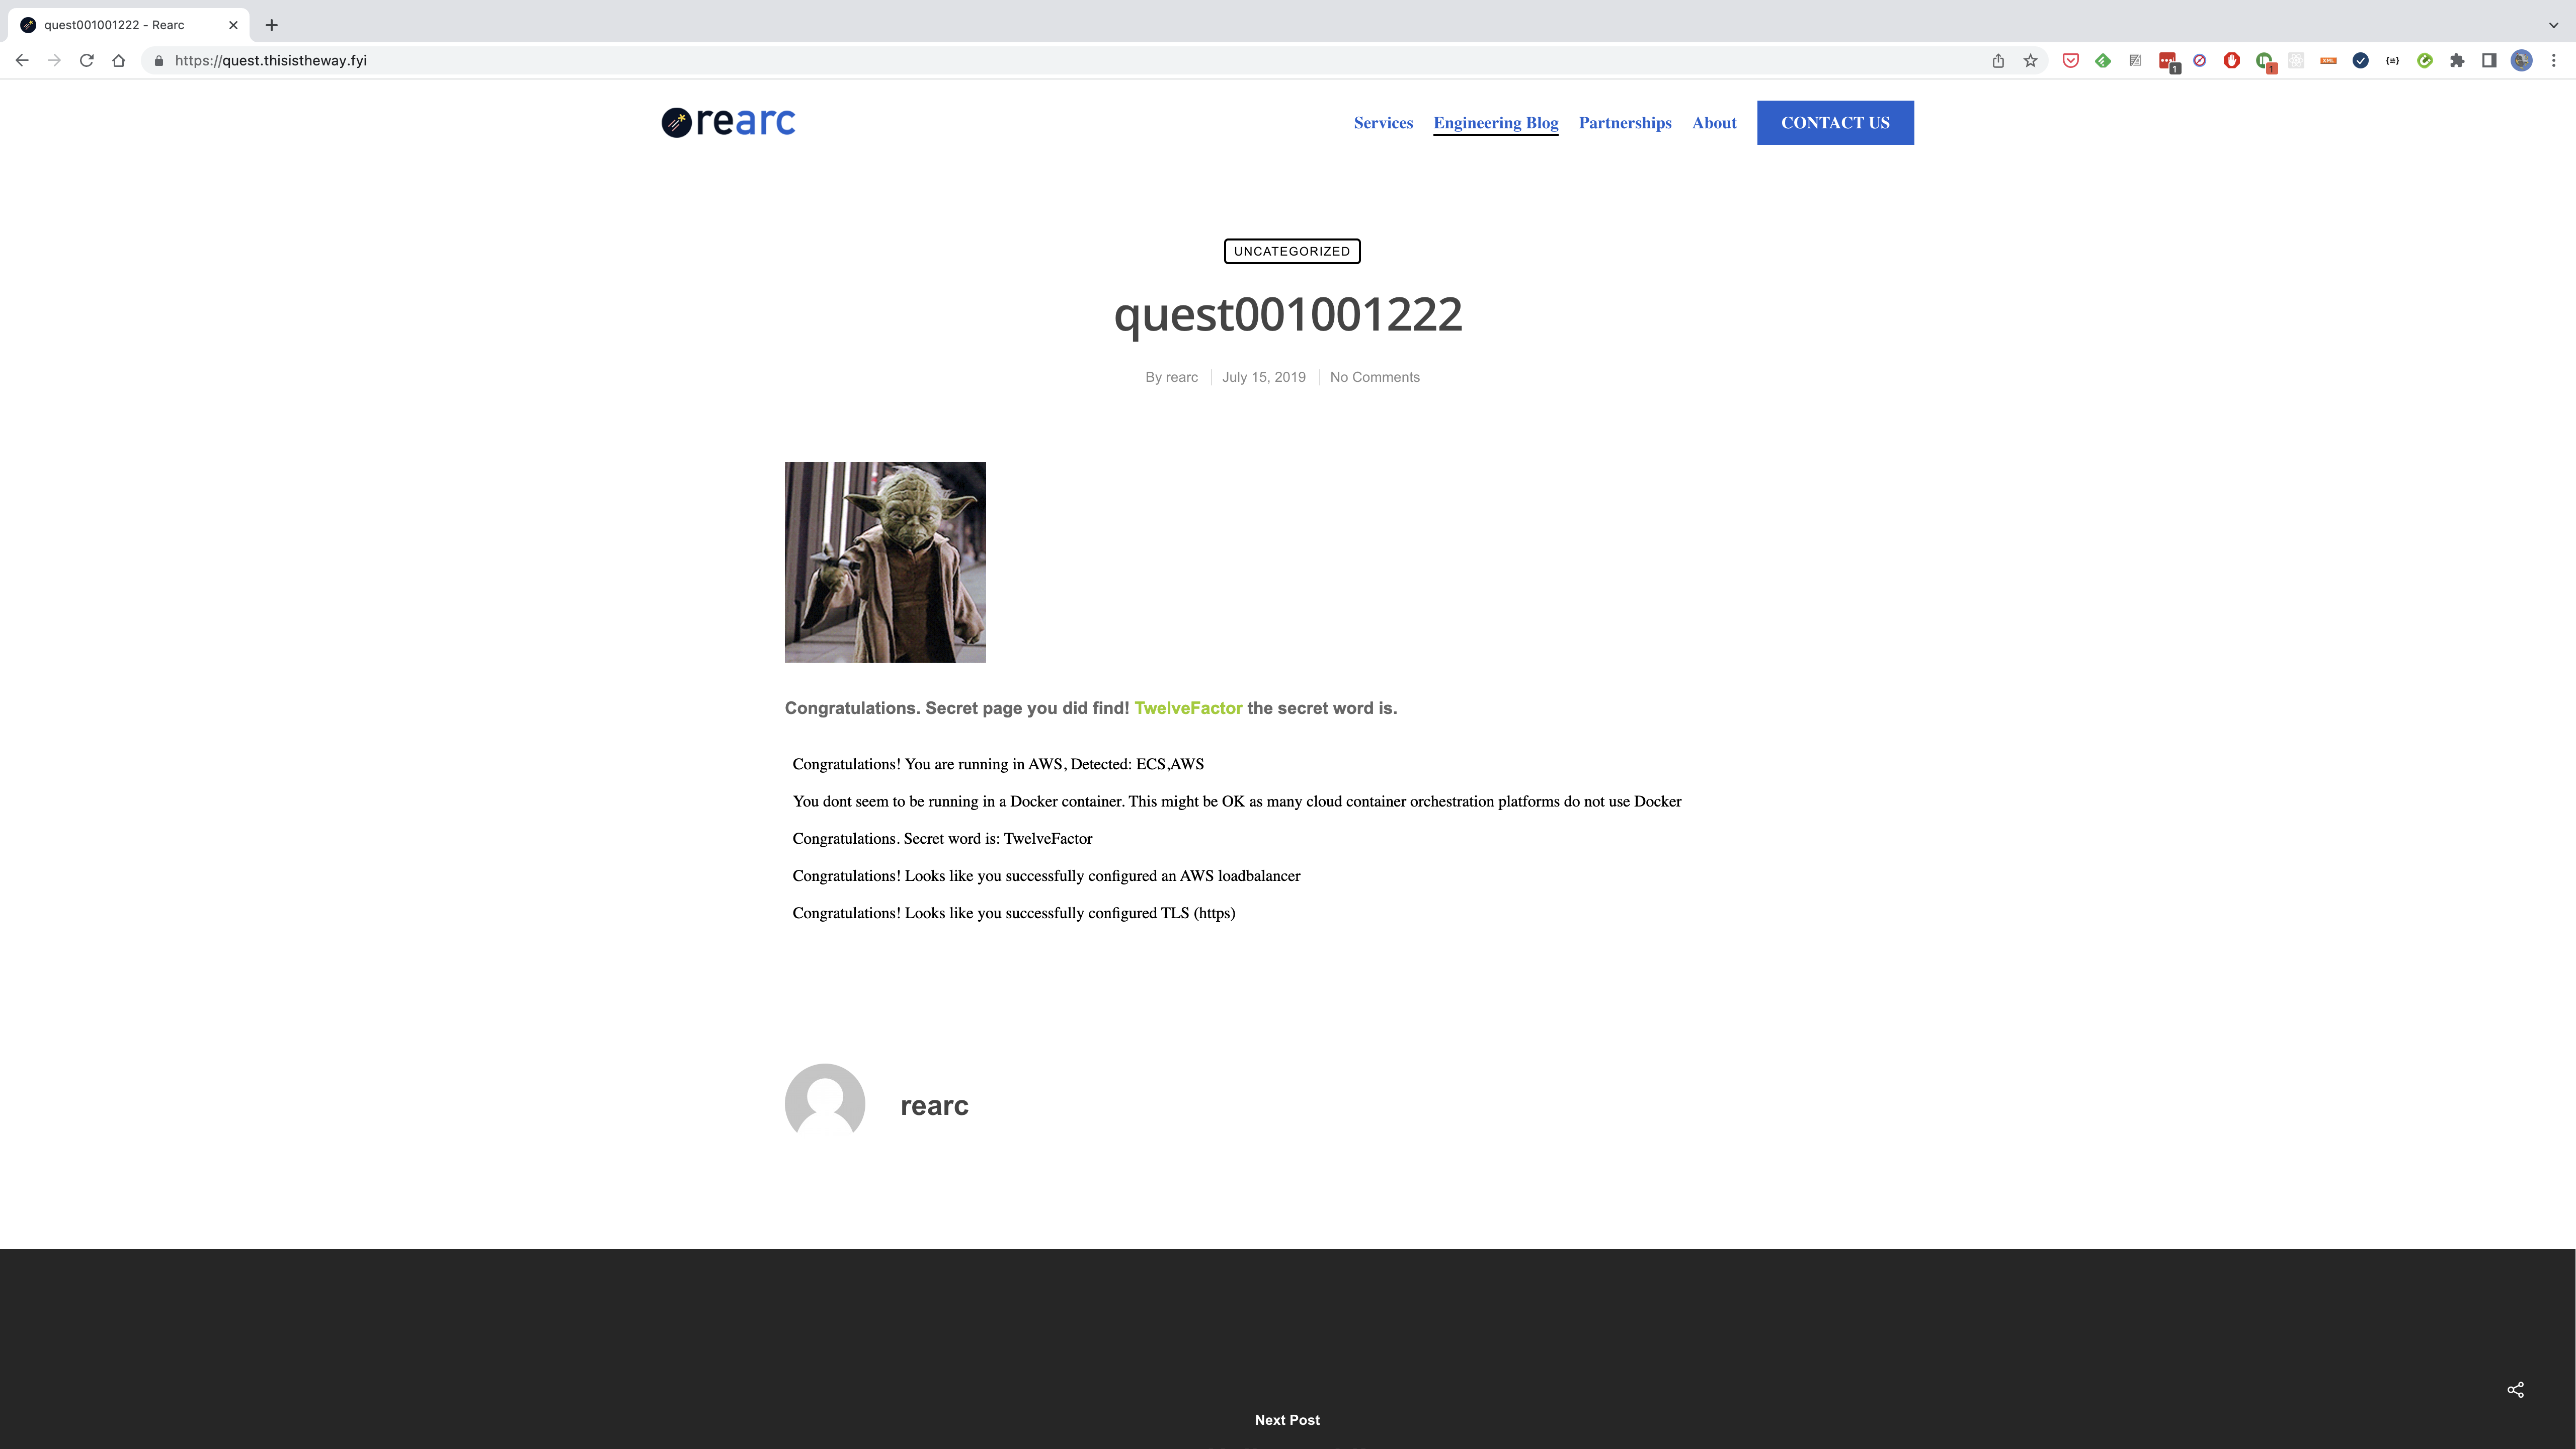 quest001001222 - Rearc
https://quest.thisistheway.fyi
1
1
XML
rearc
Services Engineering Blog Partnerships About CONTACT US
UNCATEGORIZED
quest001001222
By rearc July 15, 2019 No Comments
Congratulations. Secret page you did find! TwelveFactor the secret word is.
Congratulations! You are running in AWS, Detected: ECS,AWS
You dont seem to be running in a Docker container. This might be OK as many cloud container orchestration platforms do not use Docker
Congratulations. Secret word is: TwelveFactor
Congratulations! Looks like you successfully configured an AWS loadbalancer
Congratulations! Looks like you successfully configured TLS (https)
rearc
Next Post